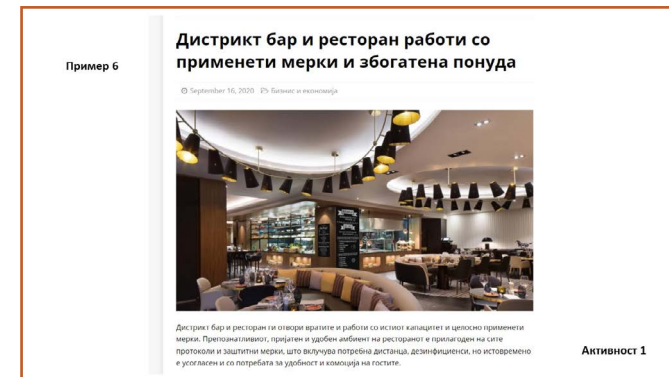 Пример 6
Дистрикт бар и ресторан работи со
применети мерки и збогатена понуда
September 16, 2020 Бизнис и економија
Дистрикт бар и ресторан ги отвори вратите и работи со истиот капацитет и целосно применети
мерки. Препознатливиот, пријатен и удобен амбиент на ресторанот е прилагоден на сите
протоколи и заштитни мерки, што вклучува потребна дистанца, дезинфициенси, но истовремено
е усогласен и со потребата за удобност и комоција на гостите.
Активност 1